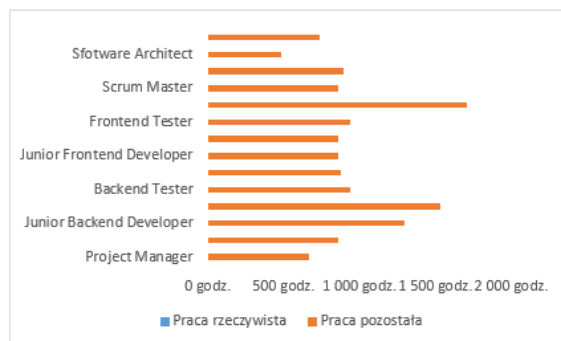 Sfotware Architect
Scrum Master
Frontend Tester
Junior Frontend Developer
Backend Tester
Junior Backend Developer
Project Manager
0 godz. 500 godz. 1 000 godz. 1 500 godz. 2 000 godz.
Praca rzeczywista Praca pozostała